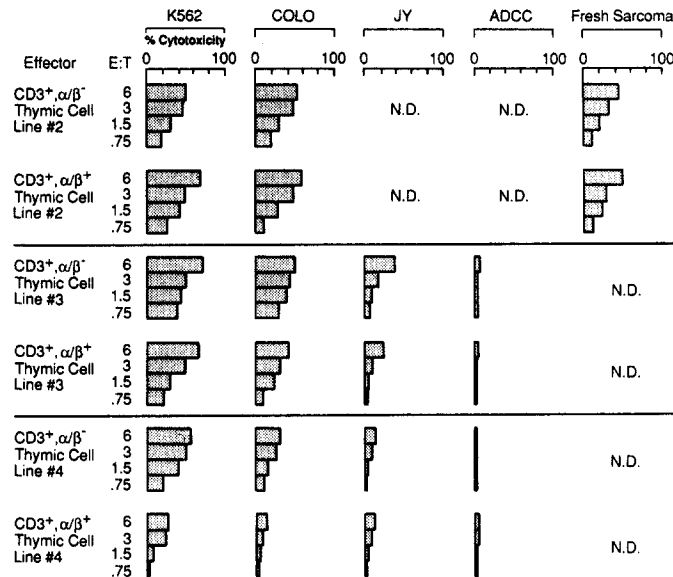 K562 COLO JY ADCC Fresh Sarcoma
% Cytotoxicity
Effector E:T 0 100 0 100 0 100 0 100 0 100
CD3⁺,α/β⁻ 6
Thymic Cell 3 N.D. N.D.
Line #2 1.5
.75
CD3⁺,α/β⁺ 6
Thymic Cell 3 N.D. N.D.
Line #2 1.5
.75
CD3⁺,α/β⁻ 6
Thymic Cell 3 N.D.
Line #3 1.5
.75
CD3⁺,α/β⁺ 6
Thymic Cell 3 N.D.
Line #3 1.5
.75
CD3⁺,α/β⁻ 6
Thymic Cell 3 N.D.
Line #4 1.5
.75
CD3⁺,α/β⁺ 6
Thymic Cell 3 N.D.
Line #4 1.5
.75